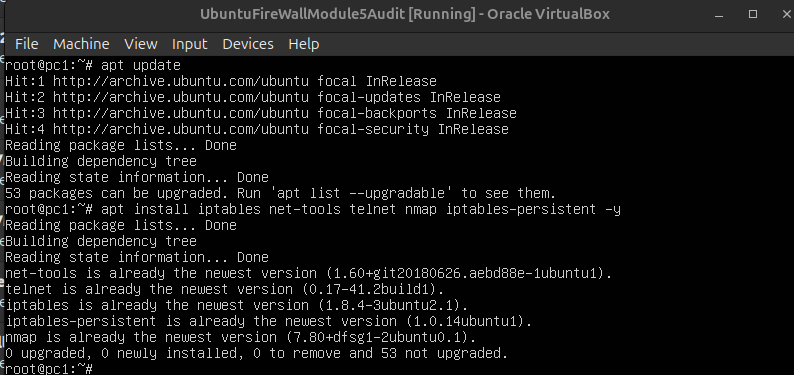 UbuntuFireWallModule5Audit [Running] - Oracle VirtualBox
File Machine View Input Devices Help
root@pc1:~# apt update
Hit:1 http://archive.ubuntu.com/ubuntu focal InRelease
Hit:2 http://archive.ubuntu.com/ubuntu focal-updates InRelease
Hit:3 http://archive.ubuntu.com/ubuntu focal-backports InRelease
Hit:4 http://archive.ubuntu.com/ubuntu focal-security InRelease
Reading package lists... Done
Building dependency tree
Reading state information... Done
53 packages can be upgraded. Run 'apt list --upgradable' to see them.
root@pc1:~# apt install iptables net-tools telnet nmap iptables-persistent -y
Reading package lists... Done
Building dependency tree
Reading state information... Done
net-tools is already the newest version (1.60+git20180626.aebd88e-1ubuntu1).
telnet is already the newest version (0.17-41.2build1).
iptables is already the newest version (1.8.4-3ubuntu2.1).
iptables-persistent is already the newest version (1.0.14ubuntu1).
nmap is already the newest version (7.80+dfsg1-2ubuntu0.1).
0 upgraded, 0 newly installed, 0 to remove and 53 not upgraded.
root@pc1:~#